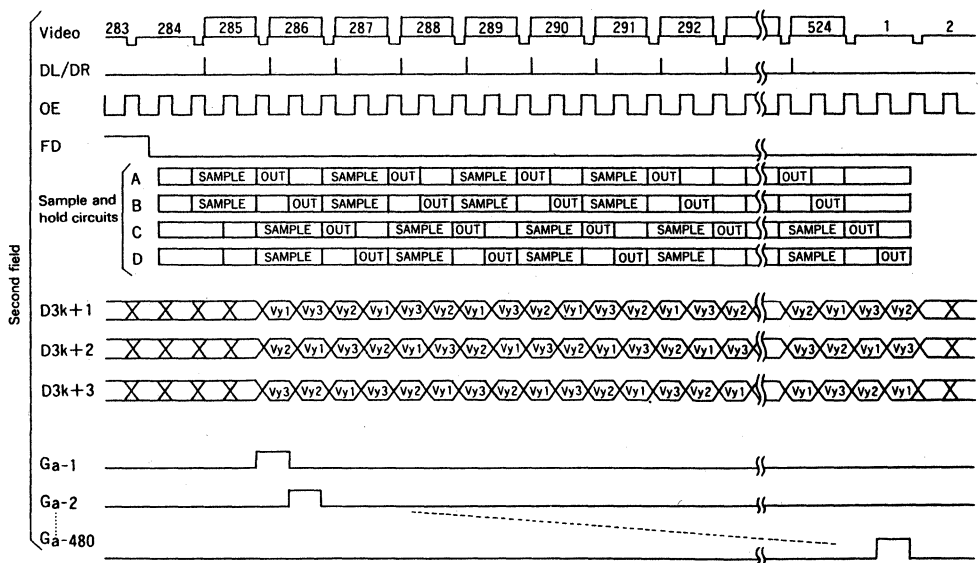 Second field
Video 283 284 285 286 287 288 289 290 291 292 524 1 2
DL/DR
OE
FD
Sample and hold circuits
A SAMPLE OUT SAMPLE OUT SAMPLE OUT SAMPLE OUT OUT
B SAMPLE OUT SAMPLE OUT SAMPLE OUT SAMPLE OUT OUT
C SAMPLE OUT SAMPLE OUT SAMPLE OUT SAMPLE OUT SAMPLE OUT
D SAMPLE OUT SAMPLE OUT SAMPLE OUT SAMPLE OUT SAMPLE OUT
D3k+1 Vy1 Vy3 Vy2 Vy1 Vy3 Vy2 Vy1 Vy3 Vy2 Vy1 Vy3 Vy2 Vy1 Vy3 Vy2 Vy2 Vy1 Vy3 Vy2
D3k+2 Vy2 Vy1 Vy3 Vy2 Vy1 Vy3 Vy2 Vy1 Vy3 Vy2 Vy1 Vy3 Vy2 Vy1 Vy3 Vy3 Vy2 Vy1 Vy3
D3k+3 Vy3 Vy2 Vy1 Vy3 Vy2 Vy1 Vy3 Vy2 Vy1 Vy3 Vy2 Vy1 Vy3 Vy2 Vy1 Vy1 Vy3 Vy2 Vy1
Ga-1
Ga-2
Ga-480